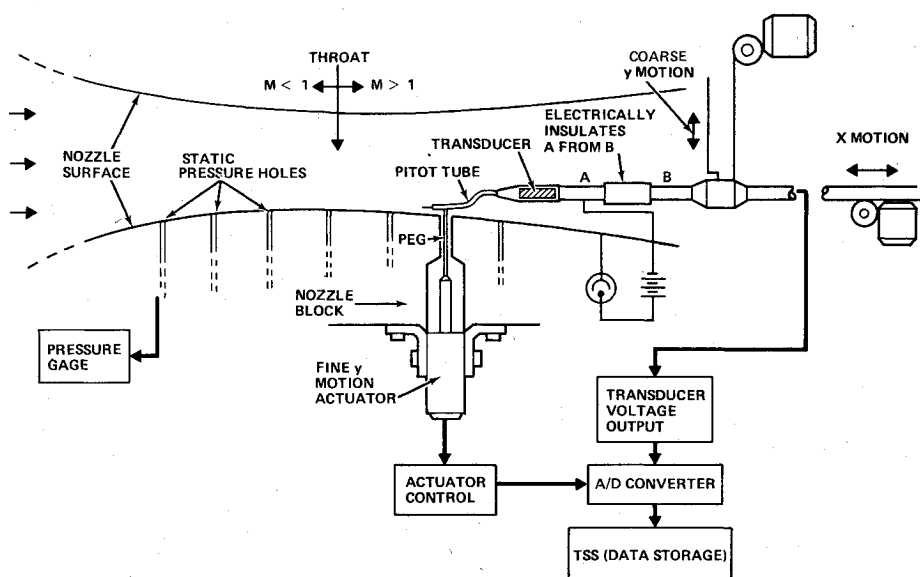 THROAT
M < 1
M > 1
COARSE
y MOTION
ELECTRICALLY
INSULATES
A FROM B
TRANSDUCER
X MOTION
PITOT TUBE
A
B
NOZZLE
SURFACE
STATIC
PRESSURE HOLES
PEG
NOZZLE
BLOCK
PRESSURE
GAGE
FINE y
MOTION
ACTUATOR
TRANSDUCER
VOLTAGE
OUTPUT
ACTUATOR
CONTROL
A/D CONVERTER
TSS (DATA STORAGE)